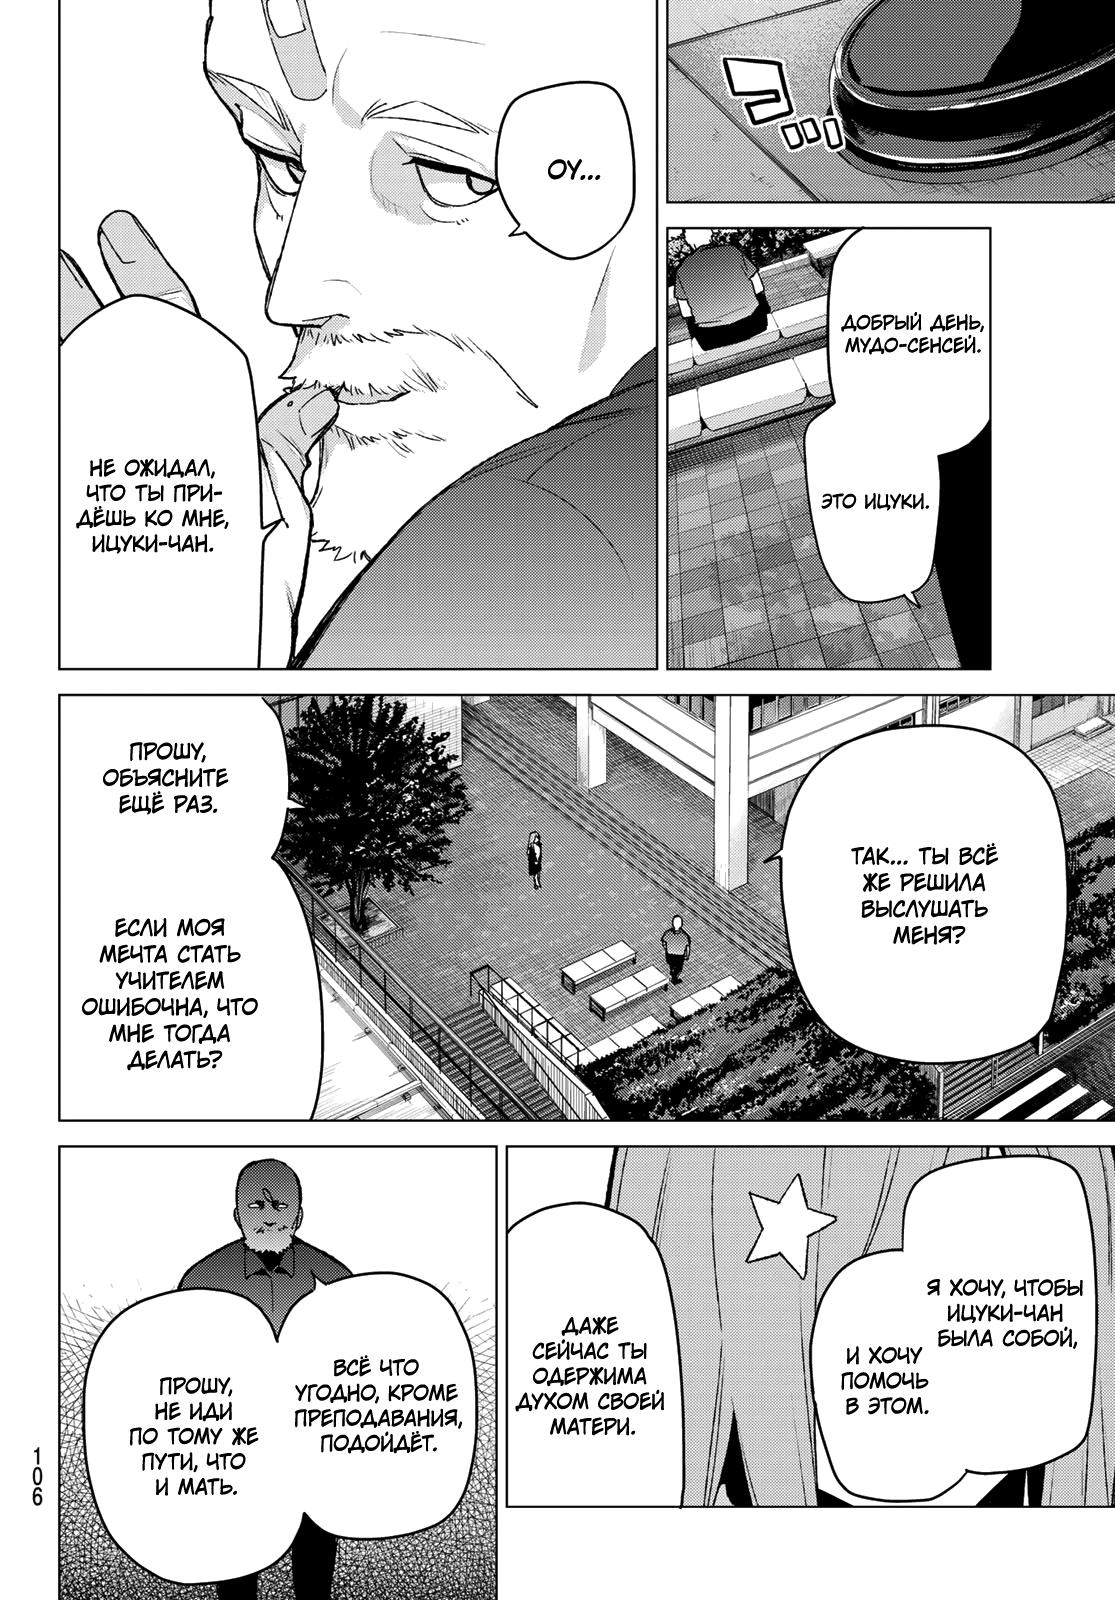 コツッ
ДОБРЫЙ ДЕНЬ,
МУДО-СЕНСЕЙ.
ЭТО ИЦУКИ.
ОУ...
НЕ ОЖИДАЛ,
ЧТО ТЫ ПРИ-
ДЁШЬ КО МНЕ,
ИЦУКИ-ЧАН.
ТАК... ТЫ ВСЁ
ЖЕ РЕШИЛА
ВЫСЛУШАТЬ
МЕНЯ?
ПРОШУ,
ОБЪЯСНИТЕ
ЕЩЁ РАЗ.
ЕСЛИ МОЯ
МЕЧТА СТАТЬ
УЧИТЕЛЕМ
ОШИБОЧНА, ЧТО
МНЕ ТОГДА
ДЕЛАТЬ?
Я ХОЧУ, ЧТОБЫ
ИЦУКИ-ЧАН
БЫЛА СОБОЙ,
И ХОЧУ
ПОМОЧЬ
В ЭТОМ.
ДАЖЕ
СЕЙЧАС ТЫ
ОДЕРЖИМА
ДУХОМ СВОЕЙ
МАТЕРИ.
ВСЁ ЧТО
УГОДНО, КРОМЕ
ПРЕПОДАВАНИЯ,
ПОДОЙДЁТ.
ПРОШУ,
НЕ ИДИ
ПО ТОМУ ЖЕ
ПУТИ, ЧТО
И МАТЬ.
106